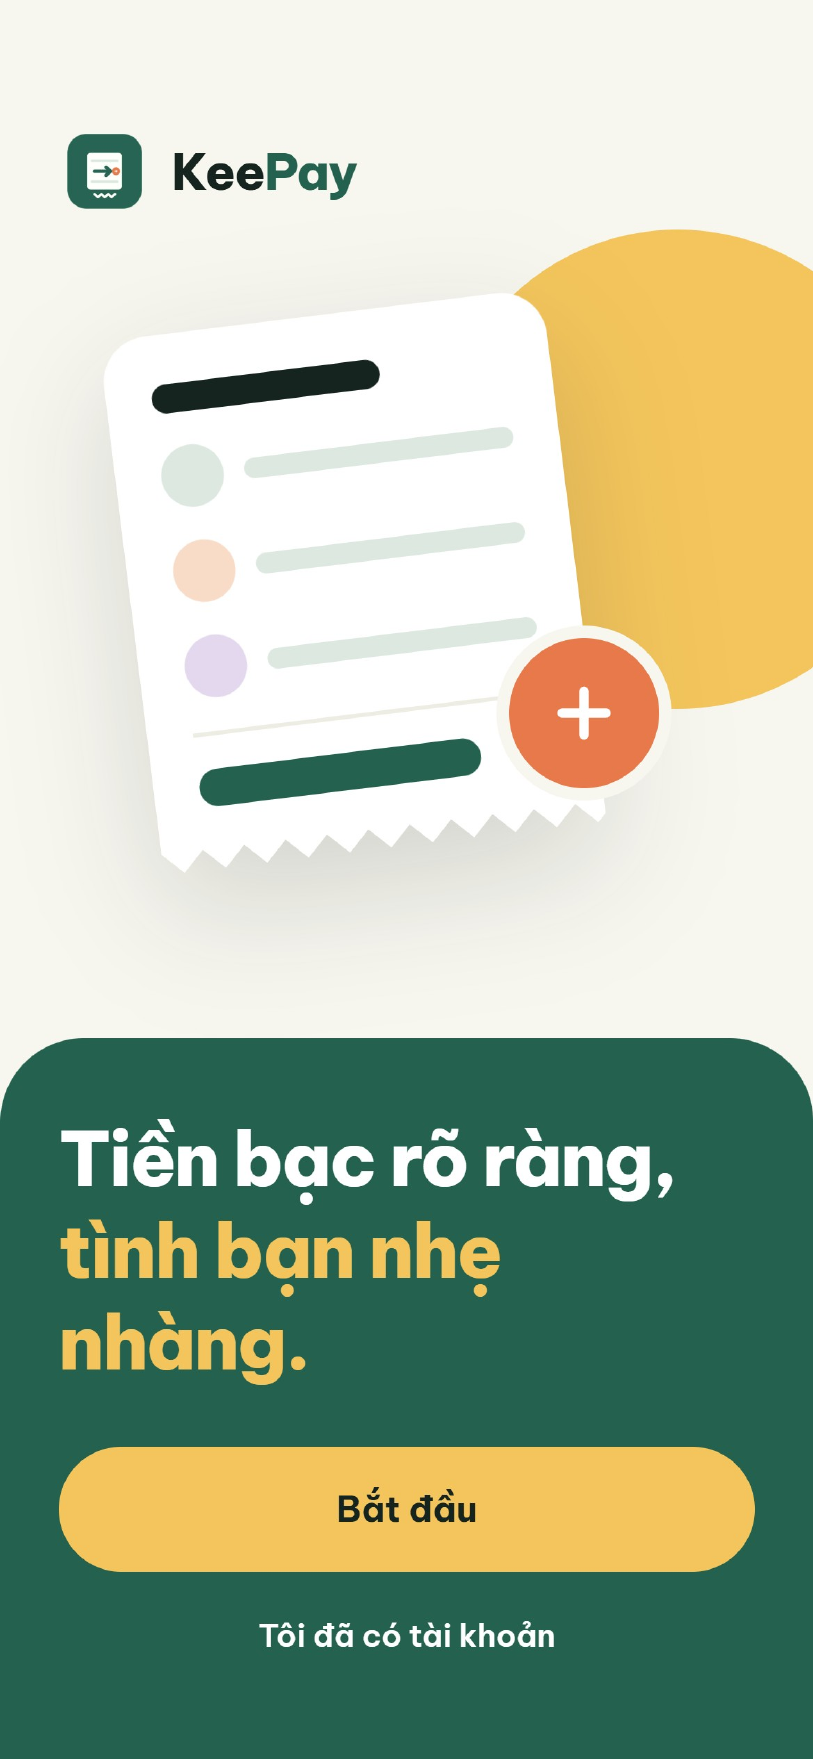 KeePay
Tiền bạc rõ ràng,
tình bạn nhẹ
nhàng.
Bắt đầu
Tôi đã có tài khoản